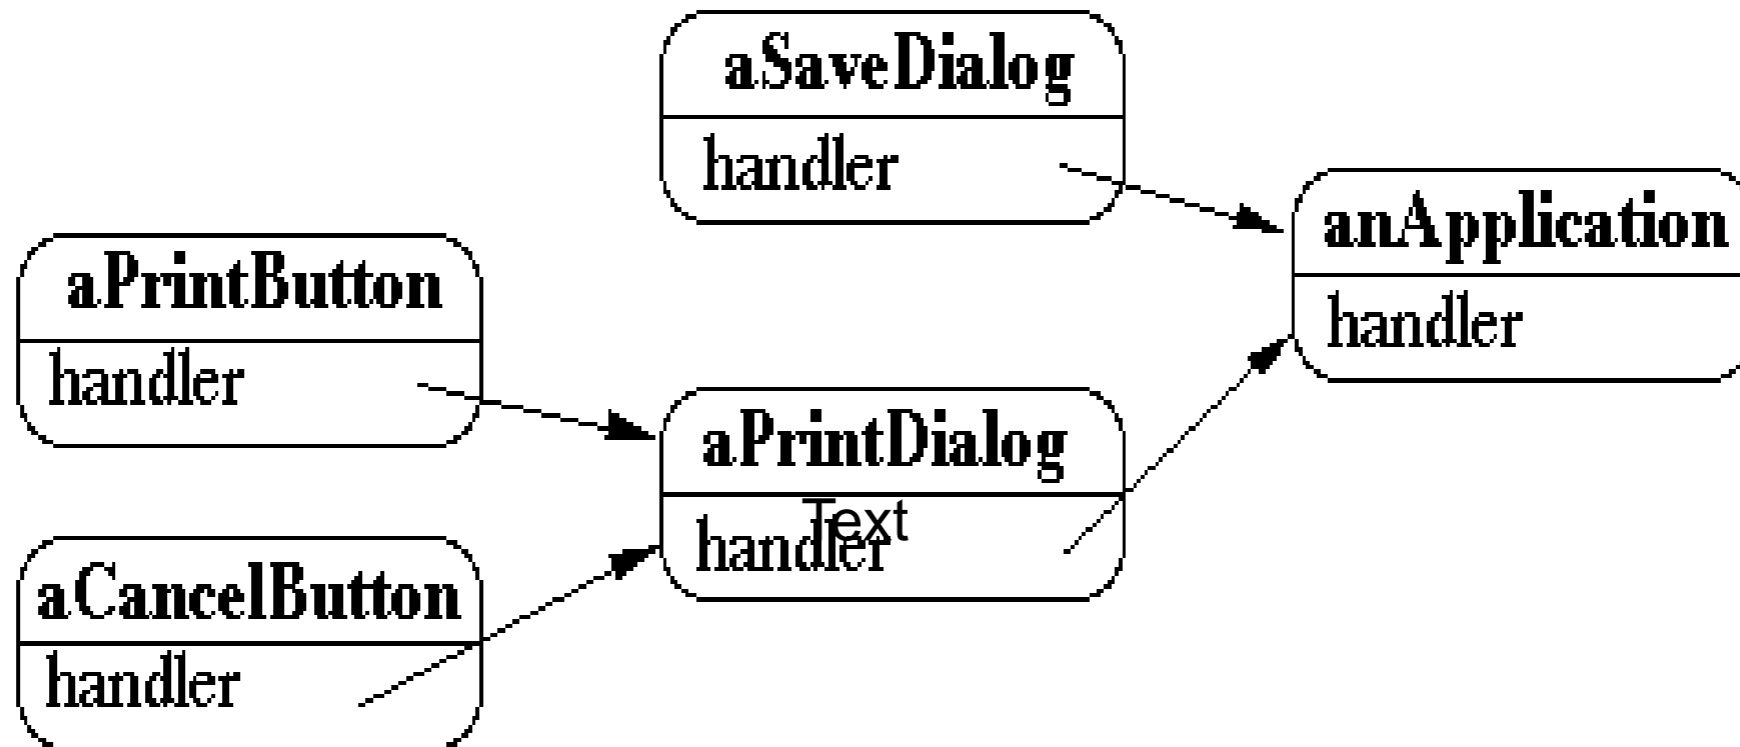 aSaveDialog
handler
anApplication
handler
aPrintButton
handler
aPrintDialog
Text
handler
aCancelButton
handler